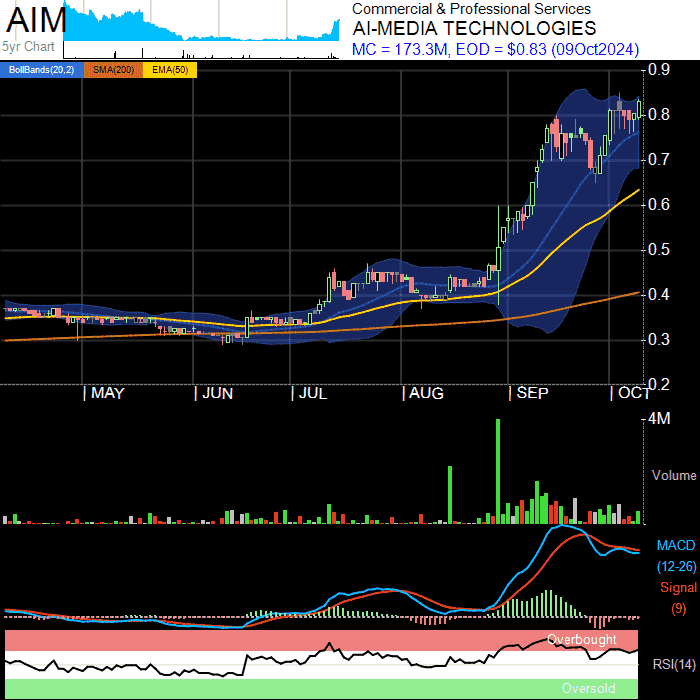 AIM
5yr Chart
Commercial & Professional Services
AI-MEDIA TECHNOLOGIES
MC = 173.3M, EOD = $0.83 (09Oct2024)
BollBands(20,2) SMA(200) EMA(50)
0.9
0.8
0.7
0.6
0.5
0.4
0.3
0.2
MAY JUN JUL AUG SEP OCT
4M
Volume
MACD
(12-26)
Signal
(9)
Overbought
RSI(14)
Oversold